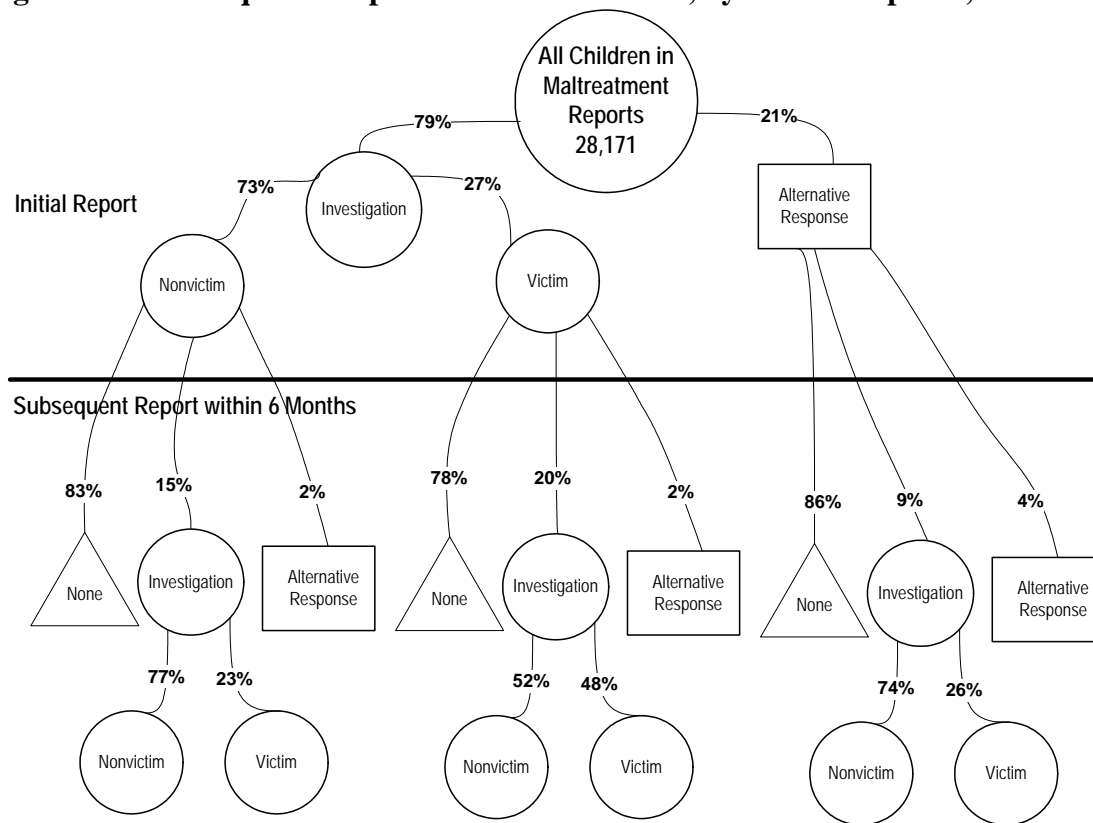 All Children in
Maltreatment
Reports
28,171
79%
21%
Initial Report
73%
Investigation
27%
Alternative
Response
Nonvictim
Victim
Subsequent Report within 6 Months
83%
15%
2%
78%
20%
2%
86%
9%
4%
None
Investigation
Alternative
Response
None
Investigation
Alternative
Response
None
Investigation
Alternative
Response
77%
23%
52%
48%
74%
26%
Nonvictim
Victim
Nonvictim
Victim
Nonvictim
Victim